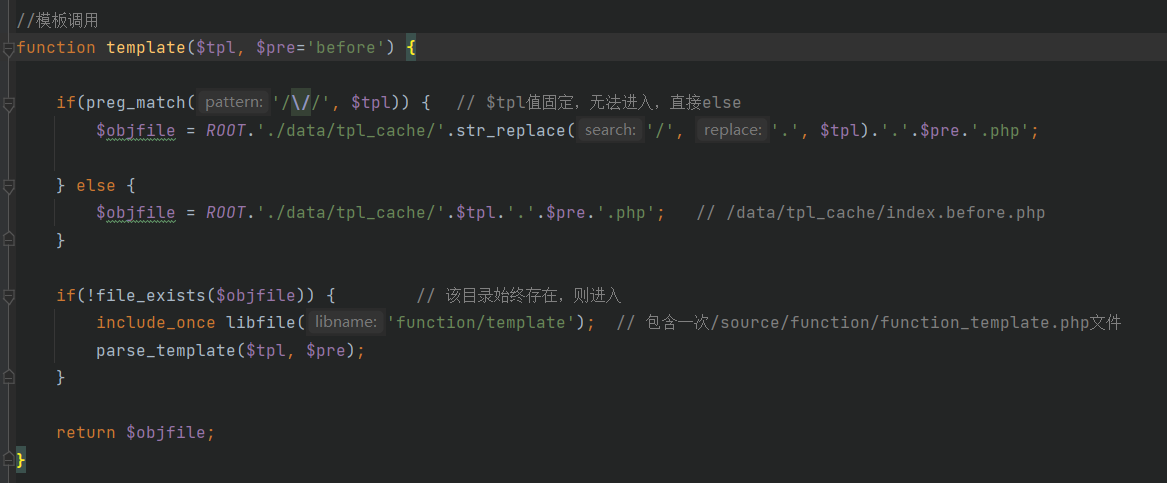 //模板调用
function template($tpl, $pre='before') {
if(preg_match( pattern: '/\//', $tpl)) { // $tpl值固定，无法进入，直接else
$objfile = ROOT.'./data/tpl_cache/'.str_replace( search: '/', replace: '.', $tpl).'.'.$pre.'.php';
} else {
$objfile = ROOT.'./data/tpl_cache/'.$tpl.'.'.$pre.'.php'; // /data/tpl_cache/index.before.php
}
if(!file_exists($objfile)) { // 该目录始终存在，则进入
include_once libfile( libname: 'function/template'); // 包含一次/source/function/function_template.php文件
parse_template($tpl, $pre);
}
return $objfile;
}